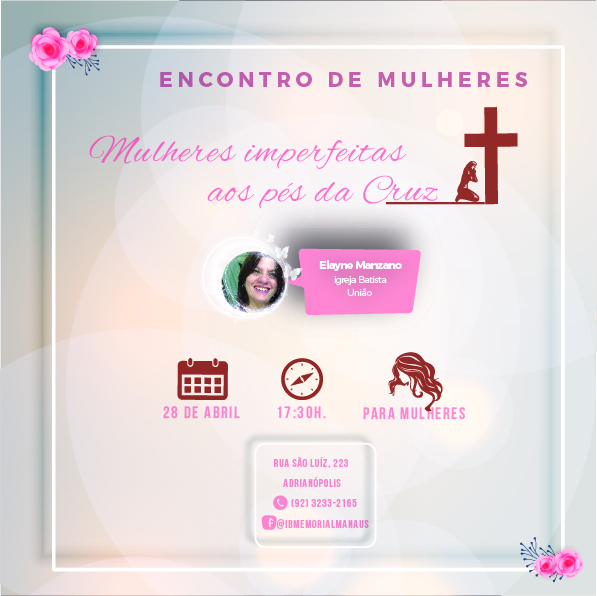 ENCONTRO DE MULHERES
Mulheres imperfeitas
aos pés da Cruz
Elayne Manzano
igreja Batista
União
28 DE ABRIL
17:30H.
PARA MULHERES
RUA SÃO LUÍZ, 223
ADRIANÓPOLIS
(92) 3233-2165
f @IBMEMORIALMANAUS